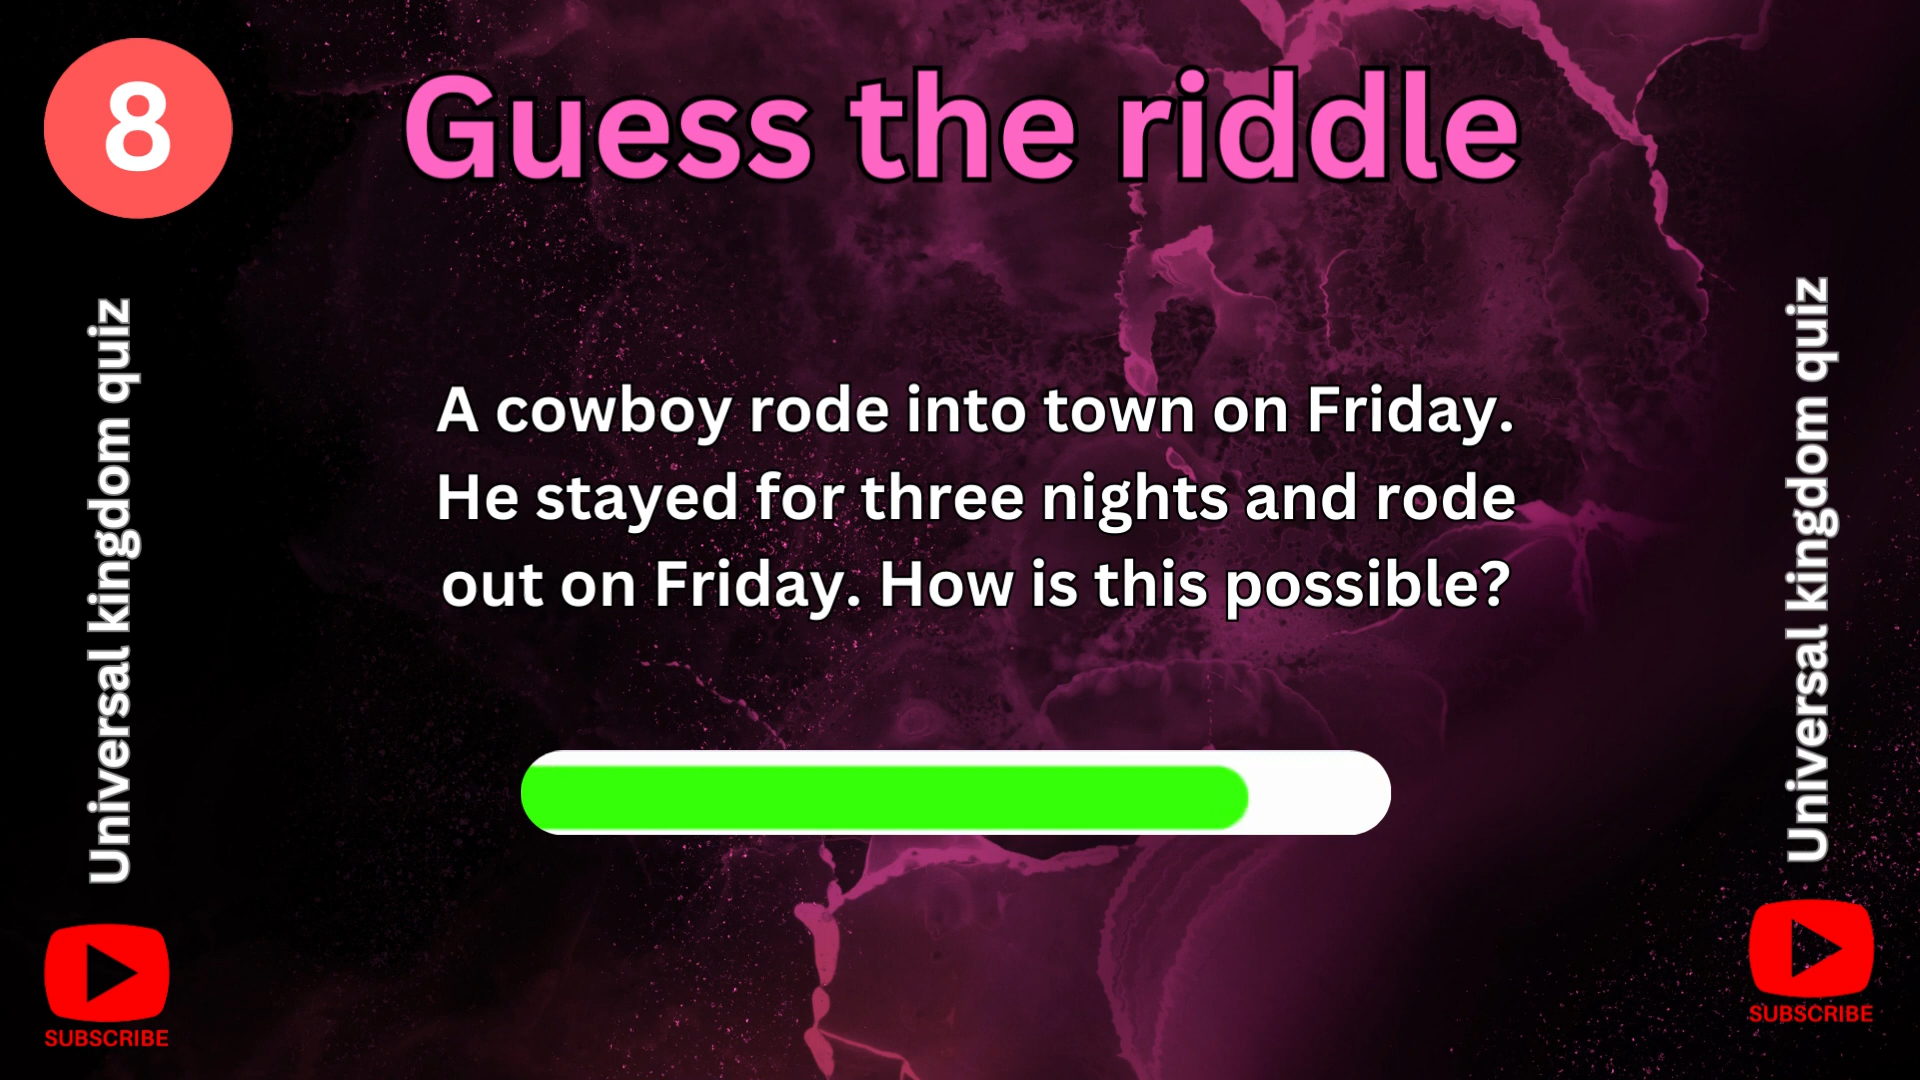 8
Guess the riddle
A cowboy rode into town on Friday.
He stayed for three nights and rode
out on Friday. How is this possible?
Universal kingdom quiz
Universal kingdom quiz
SUBSCRIBE
SUBSCRIBE